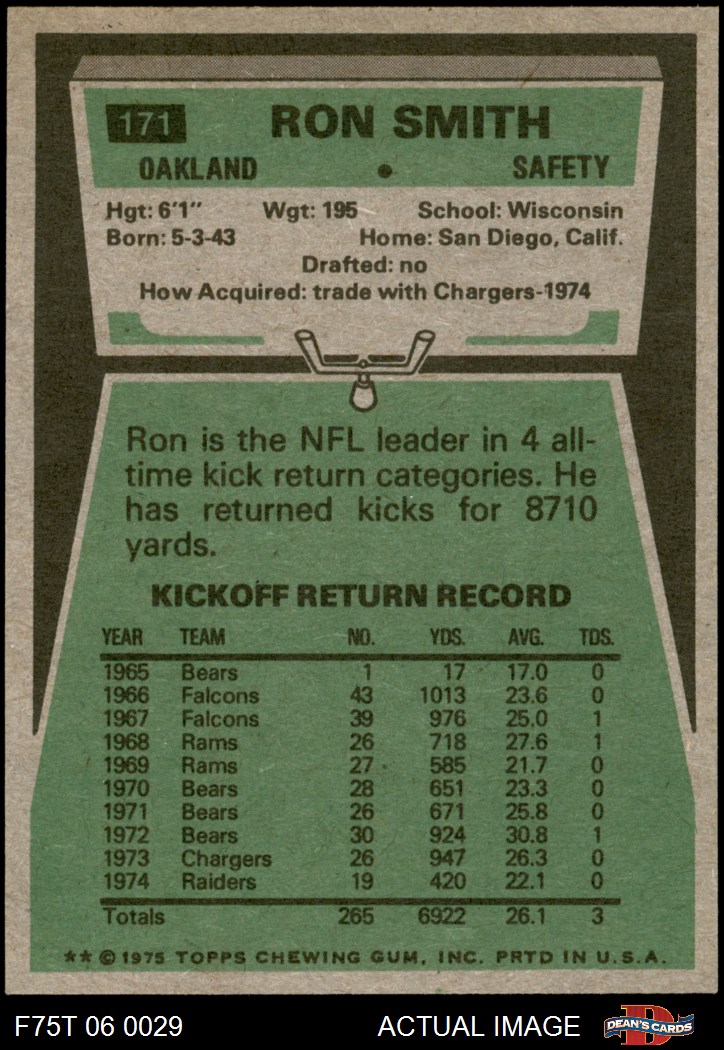 171 RON SMITH
OAKLAND • SAFETY
Hgt: 6'1" Wgt: 195 School: Wisconsin
Born: 5-3-43 Home: San Diego, Calif.
Drafted: no
How Acquired: trade with Chargers-1974
Ron is the NFL leader in 4 all-
time kick return categories. He
has returned kicks for 8710
yards.
KICKOFF RETURN RECORD
YEAR TEAM NO. YDS. AVG. TDS.
1965 Bears 1 17 17.0 0
1966 Falcons 43 1013 23.6 0
1967 Falcons 39 976 25.0 1
1968 Rams 26 718 27.6 1
1969 Rams 27 585 21.7 0
1970 Bears 28 651 23.3 0
1971 Bears 26 671 25.8 0
1972 Bears 30 924 30.8 1
1973 Chargers 26 947 26.3 0
1974 Raiders 19 420 22.1 0
Totals 265 6922 26.1 3
** © 1975 TOPPS CHEWING GUM, INC. PRTD IN U.S.A.
F75T 06 0029 ACTUAL IMAGE D DEAN'S CARDS